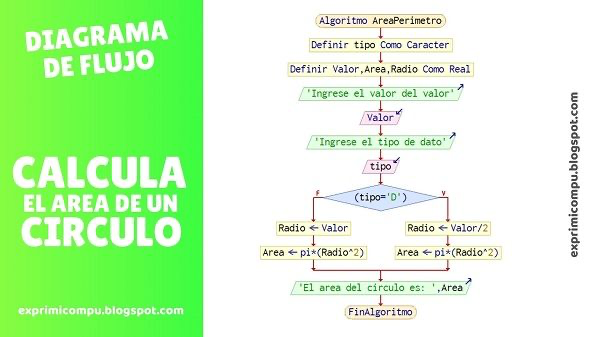 DIAGRAMA
DE FLUJO
CALCULA
EL AREA DE UN
CIRCULO
exprimicompu.blogspot.com
Algoritmo AreaPerimetro
Definir tipo Como Caracter
Definir Valor,Area,Radio Como Real
'Ingrese el valor del valor'
Valor
'Ingrese el tipo de dato'
tipo
F
(tipo='D')
V
Radio ← Valor
Radio ← Valor/2
Area ← pi*(Radio^2)
Area ← pi*(Radio^2)
'El area del circulo es: ',Area
FinAlgoritmo
exprimicompu.blogspot.com